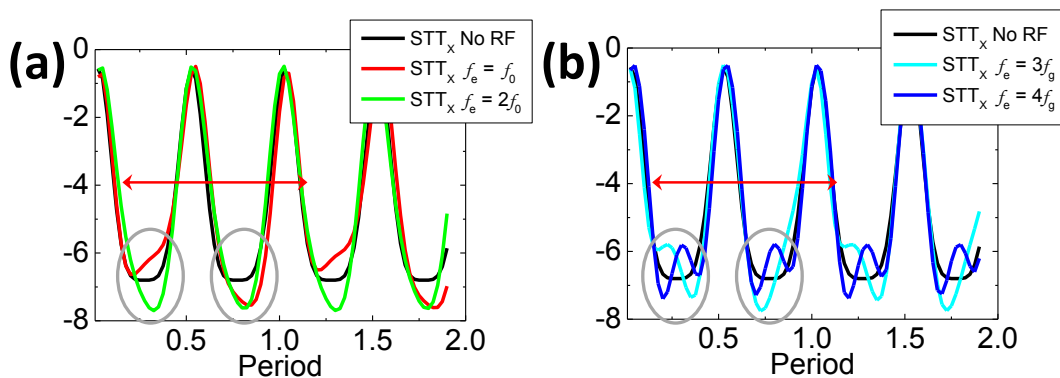 (a)
STTₓ No RF
STTₓ fₑ = f₀
STTₓ fₑ = 2f₀
0
-2
-4
-6
-8
0.5 1.0 1.5 2.0
Period
(b)
STTₓ No RF
STTₓ fₑ = 3f_g
STTₓ fₑ = 4f_g
0
-2
-4
-6
-8
0.5 1.0 1.5 2.0
Period